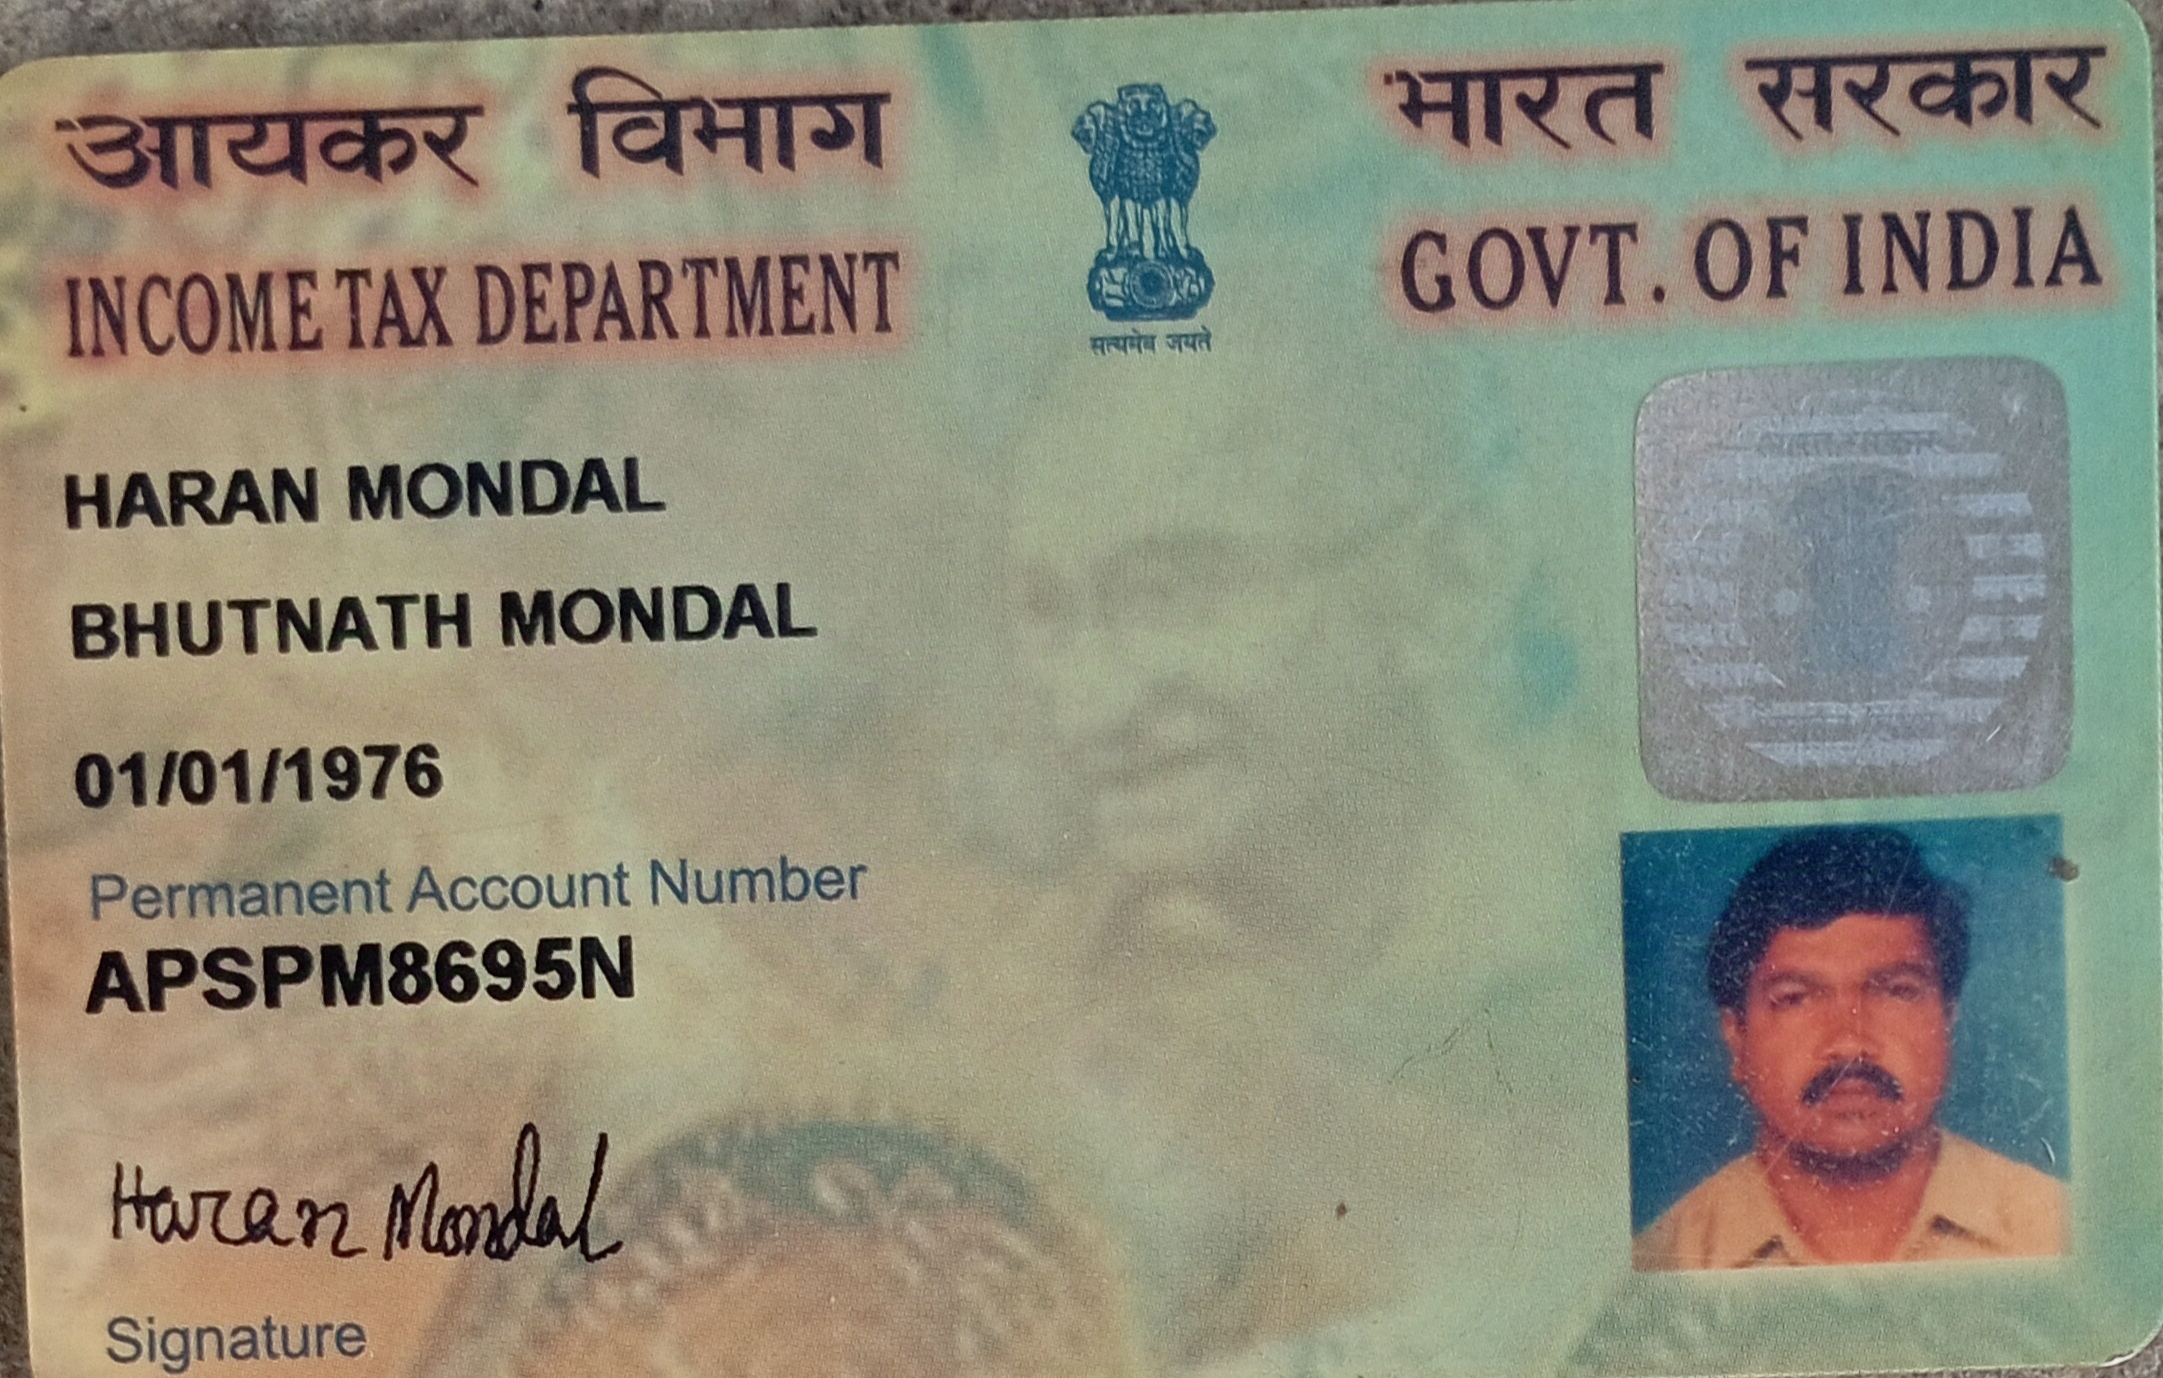 आयकर विभाग
INCOME TAX DEPARTMENT
सत्यमेव जयते
भारत सरकार
GOVT. OF INDIA
HARAN MONDAL
BHUTNATH MONDAL
01/01/1976
Permanent Account Number
APSPM8695N
Haran Mondal
Signature